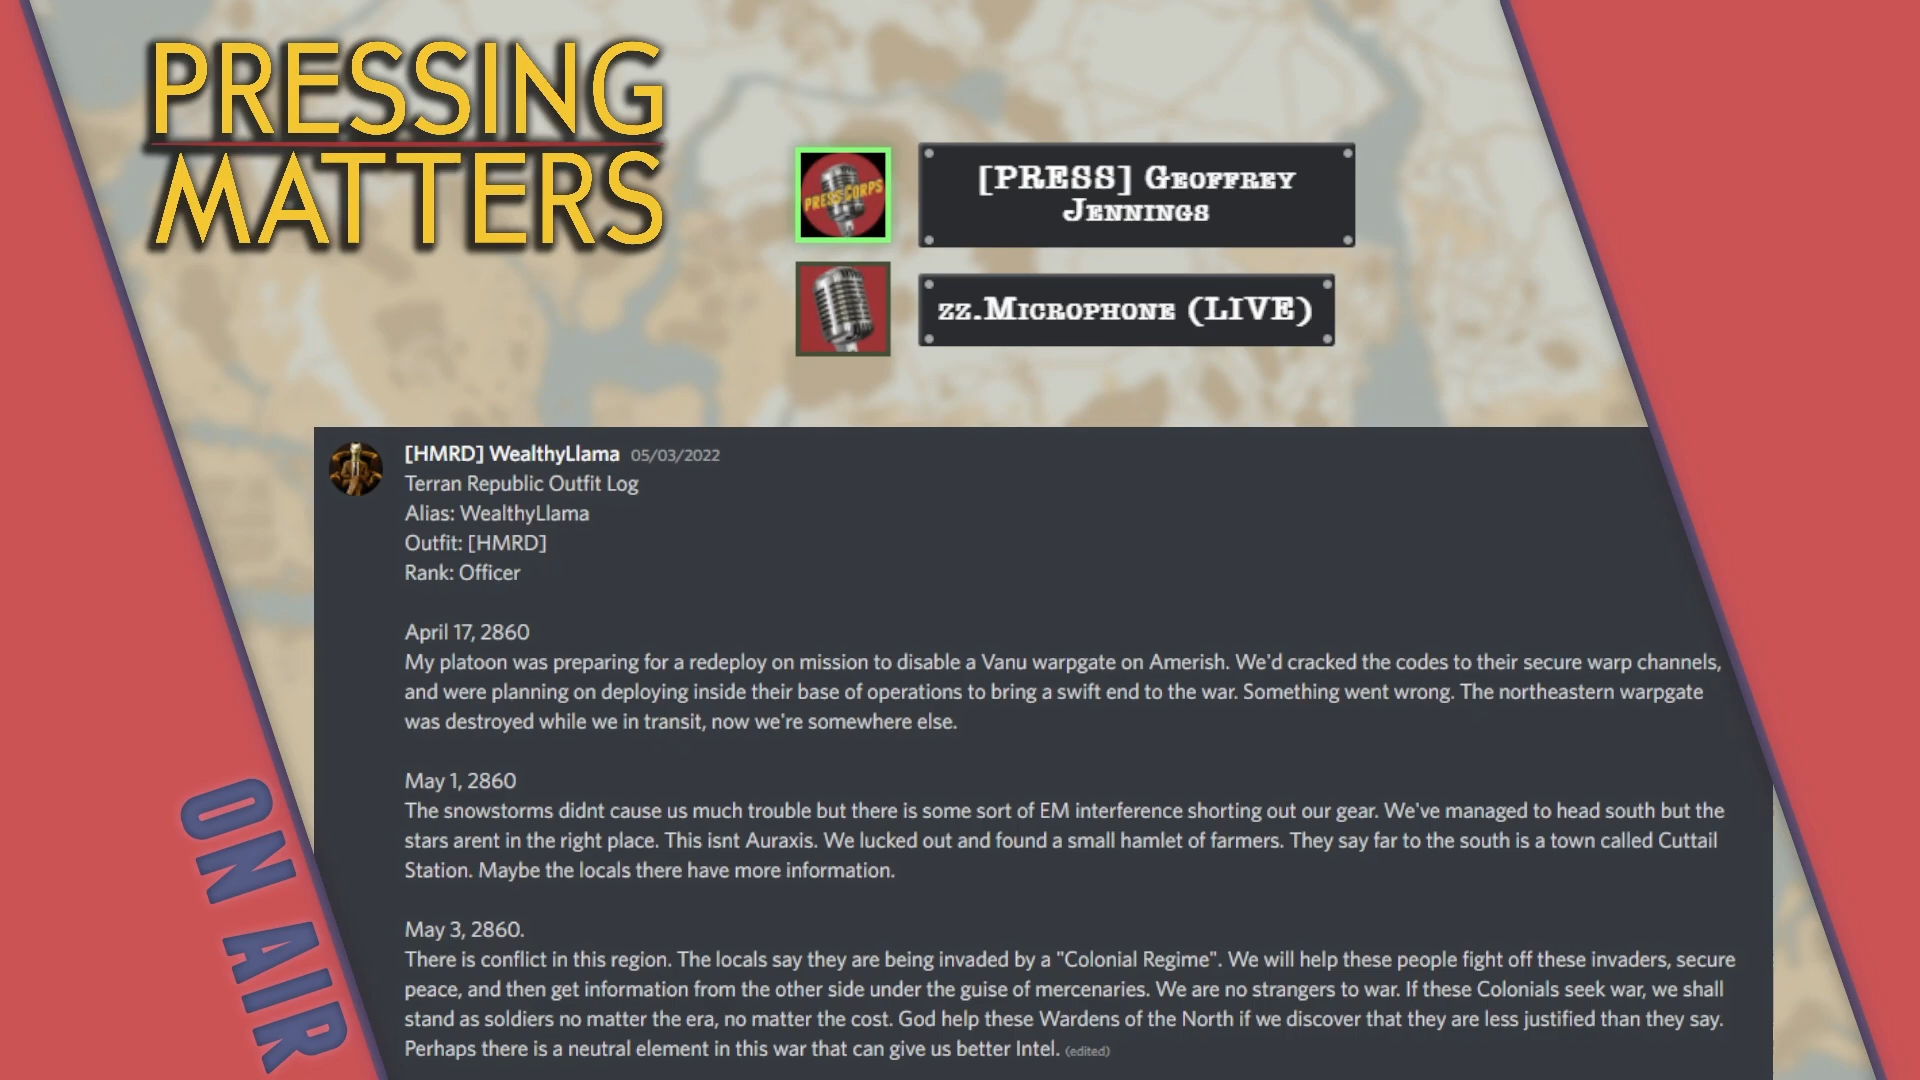 PRESSING
MATTERS
PRESS CORPS
[PRESS] Geoffrey
Jennings
zz.Microphone (LIVE)
[HMRD] WealthyLlama 05/03/2022
Terran Republic Outfit Log
Alias: WealthyLlama
Outfit: [HMRD]
Rank: Officer
April 17, 2860
My platoon was preparing for a redeploy on mission to disable a Vanu warpgate on Amerish. We'd cracked the codes to their secure warp channels,
and were planning on deploying inside their base of operations to bring a swift end to the war. Something went wrong. The northeastern warpgate
was destroyed while we in transit, now we're somewhere else.
May 1, 2860
The snowstorms didnt cause us much trouble but there is some sort of EM interference shorting out our gear. We've managed to head south but the
stars arent in the right place. This isnt Auraxis. We lucked out and found a small hamlet of farmers. They say far to the south is a town called Cuttail
Station. Maybe the locals there have more information.
May 3, 2860.
There is conflict in this region. The locals say they are being invaded by a "Colonial Regime". We will help these people fight off these invaders, secure
peace, and then get information from the other side under the guise of mercenaries. We are no strangers to war. If these Colonials seek war, we shall
stand as soldiers no matter the era, no matter the cost. God help these Wardens of the North if we discover that they are less justified than they say.
Perhaps there is a neutral element in this war that can give us better Intel. (edited)
ON AIR